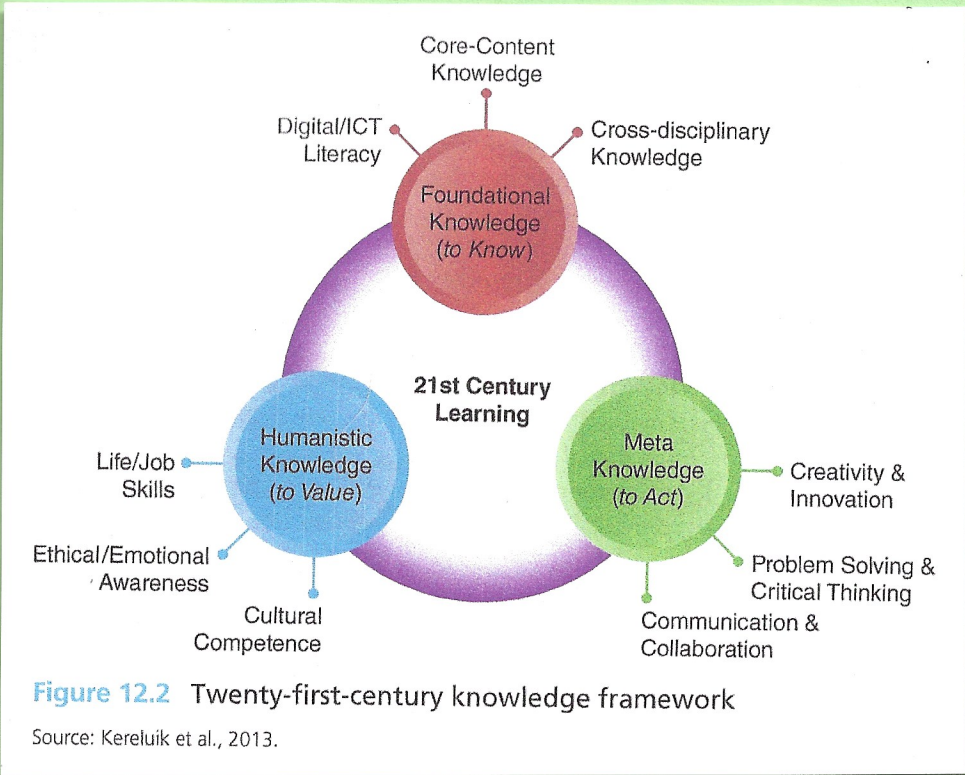 Core-Content
Knowledge
Digital/ICT
Literacy
Cross-disciplinary
Knowledge
Foundational
Knowledge
(to Know)
21st Century
Learning
Humanistic
Knowledge
(to Value)
Meta
Knowledge
(to Act)
Life/Job
Skills
Ethical/Emotional
Awareness
Cultural
Competence
Creativity &
Innovation
Problem Solving &
Critical Thinking
Communication &
Collaboration
Figure 12.2 Twenty-first-century knowledge framework
Source: Kereluik et al., 2013.